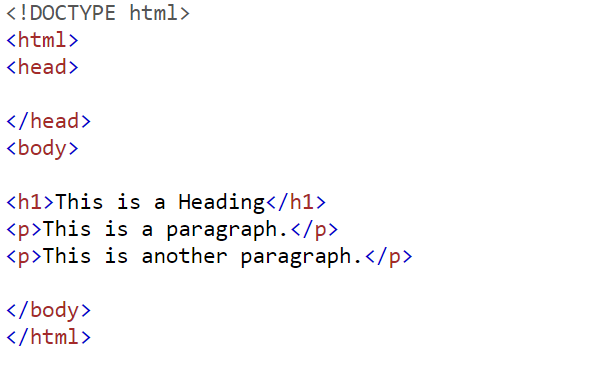 <!DOCTYPE html>
<html>
<head>
</head>
<body>
<h1>This is a Heading</h1>
<p>This is a paragraph.</p>
<p>This is another paragraph.</p>
</body>
</html>